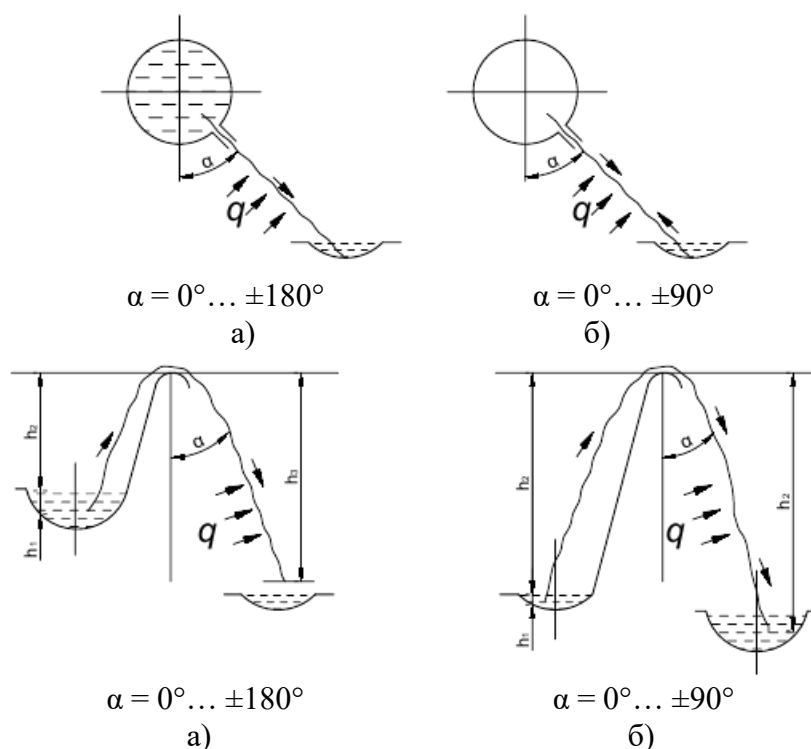 α
q
α = 0°… ±180°
а)
α
q
α = 0°… ±90°
б)
h₂
h₁
α
q
h₃
α = 0°… ±180°
а)
h₂
h₁
α
q
h₂
α = 0°… ±90°
б)